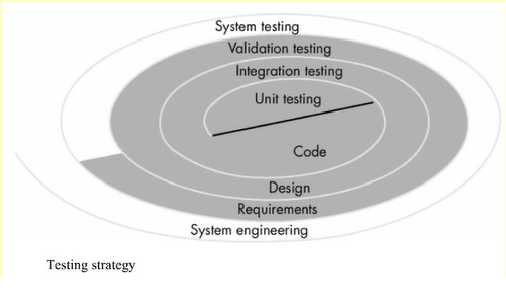 System testing
Validation testing
Integration testing
Unit testing
Code
Design
Requirements
System engineering
Testing strategy